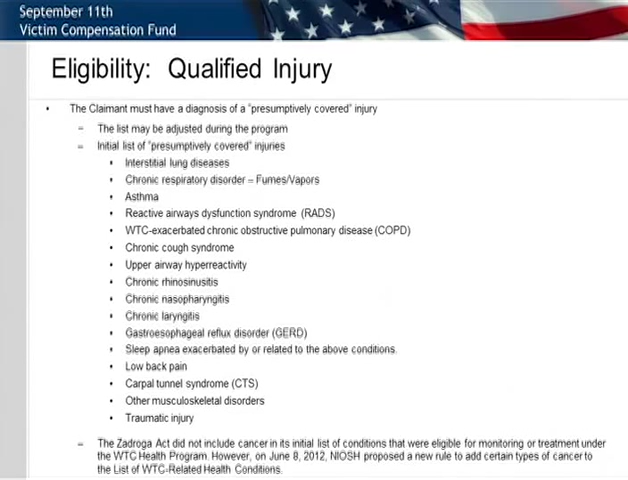 September 11th
Victim Compensation Fund
Eligibility: Qualified Injury
• The Claimant must have a diagnosis of a "presumptively covered" injury
– The list may be adjusted during the program
– Initial list of "presumptively covered" injuries
• Interstitial lung diseases
• Chronic respiratory disorder – Fumes/Vapors
• Asthma
• Reactive airways dysfunction syndrome (RADS)
• WTC-exacerbated chronic obstructive pulmonary disease (COPD)
• Chronic cough syndrome
• Upper airway hyperreactivity
• Chronic rhinosinusitis
• Chronic nasopharyngitis
• Chronic laryngitis
• Gastroesophageal reflux disorder (GERD)
• Sleep apnea exacerbated by or related to the above conditions.
• Low back pain
• Carpal tunnel syndrome (CTS)
• Other musculoskeletal disorders
• Traumatic injury
– The Zadroga Act did not include cancer in its initial list of conditions that were eligible for monitoring or treatment under
the WTC Health Program. However, on June 8, 2012, NIOSH proposed a new rule to add certain types of cancer to
the List of WTC-Related Health Conditions.